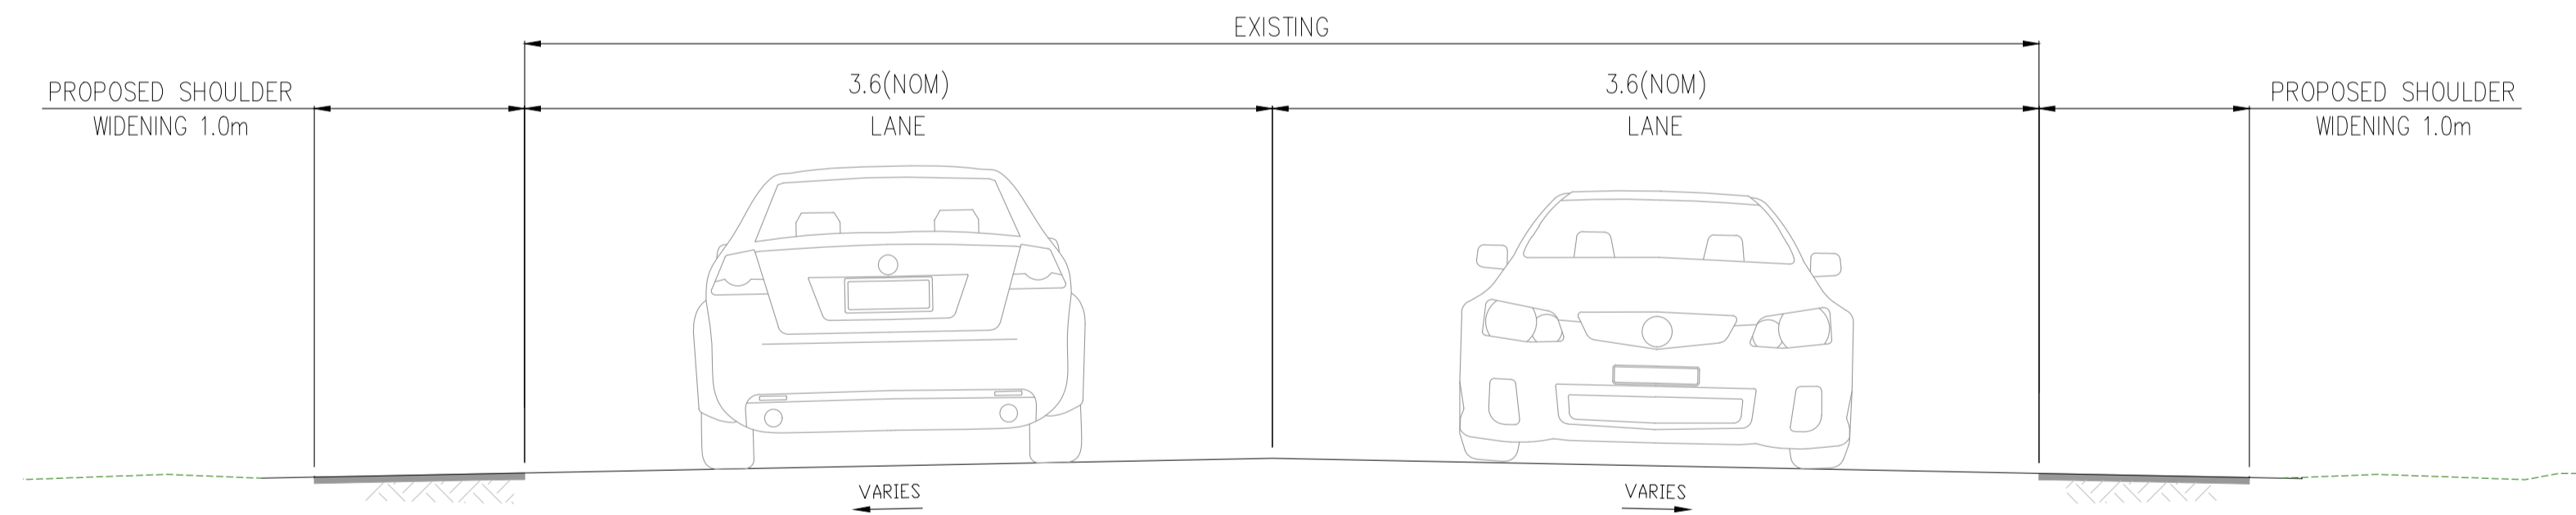 EXISTING
PROPOSED SHOULDER
WIDENING 1.0m
3.6(NOM)
LANE
3.6(NOM)
LANE
PROPOSED SHOULDER
WIDENING 1.0m
VARIES
VARIES